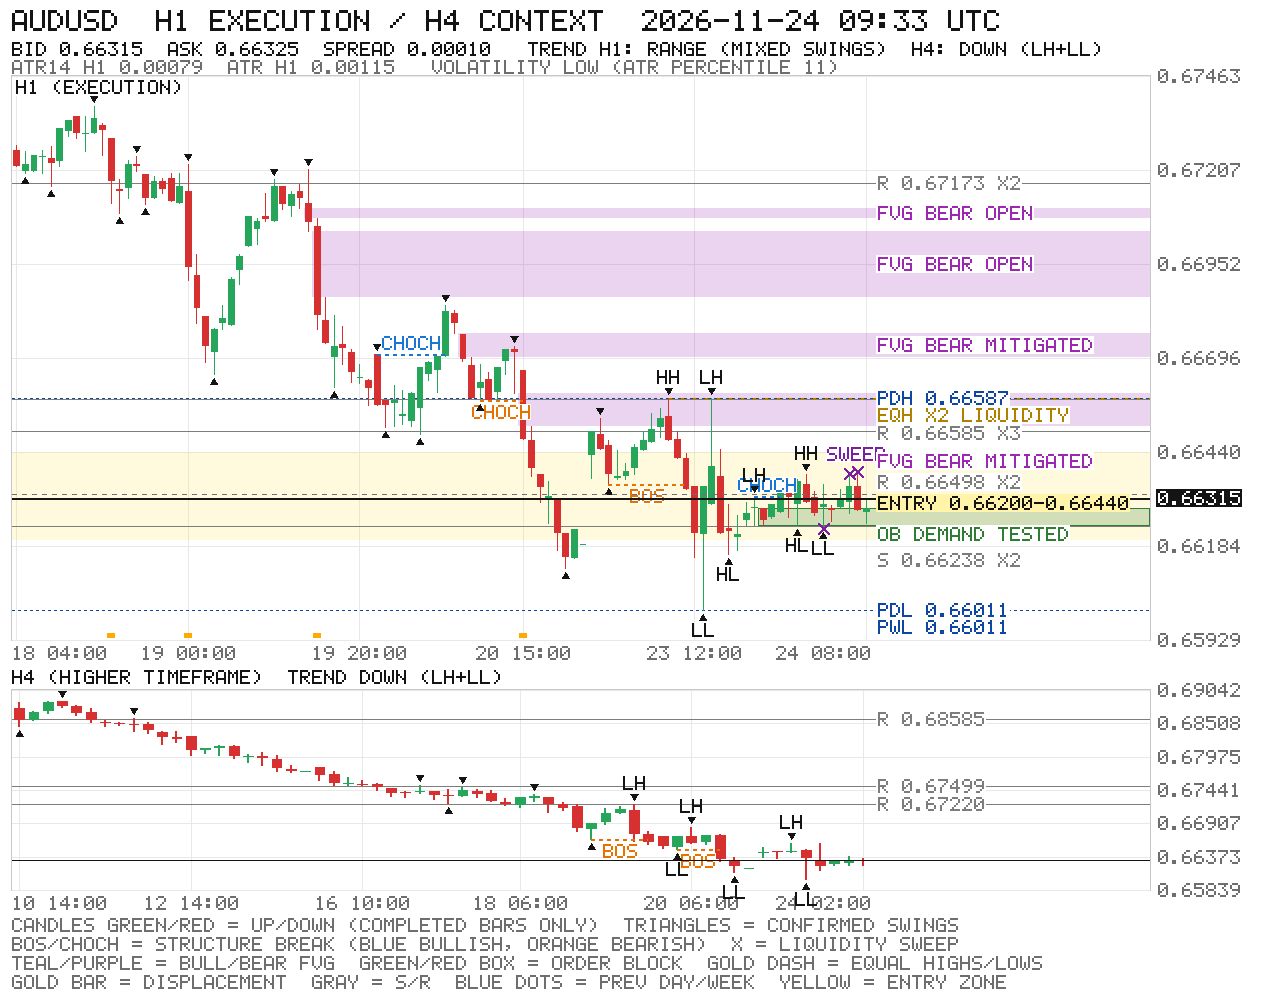 AUDUSD H1 EXECUTION / H4 CONTEXT 2026-11-24 09:33 UTC
BID 0.66315 ASK 0.66325 SPREAD 0.00010 TREND H1: RANGE (MIXED SWINGS) H4: DOWN (LH+LL)
ATR14 H1 0.00079 ATR H1 0.00115 VOLATILITY LOW (ATR PERCENTILE 11)
H1 (EXECUTION)
0.67463
0.67207
R 0.67173 X2
FVG BEAR OPEN
FVG BEAR OPEN
0.66952
CHOCH
FVG BEAR MITIGATED
0.66696
HH
LH
PDH 0.66587
CHOCH
EQH X2 LIQUIDITY
R 0.66585 X3
0.66440
HH
SWEEP
FVG BEAR MITIGATED
LH
CHOCH
R 0.66498 X2
BOS
ENTRY 0.66200-0.66440
0.66315
OB DEMAND TESTED
HL
LL
0.66184
S 0.66238 X2
HL
PDL 0.66011
LL
PWL 0.66011
0.65929
18 04:00 19 00:00 19 20:00 20 15:00 23 12:00 24 08:00
H4 (HIGHER TIMEFRAME) TREND DOWN (LH+LL)
0.69042
R 0.68585
0.68508
0.67975
LH
R 0.67499
0.67441
LH
R 0.67220
LH
0.66907
BOS
BOS
0.66373
LL
LL
LL
0.65839
10 14:00 12 14:00 16 10:00 18 06:00 20 06:00 24 02:00
CANDLES GREEN/RED = UP/DOWN (COMPLETED BARS ONLY) TRIANGLES = CONFIRMED SWINGS
BOS/CHOCH = STRUCTURE BREAK (BLUE BULLISH, ORANGE BEARISH) X = LIQUIDITY SWEEP
TEAL/PURPLE = BULL/BEAR FVG GREEN/RED BOX = ORDER BLOCK GOLD DASH = EQUAL HIGHS/LOWS
GOLD BAR = DISPLACEMENT GRAY = S/R BLUE DOTS = PREV DAY/WEEK YELLOW = ENTRY ZONE